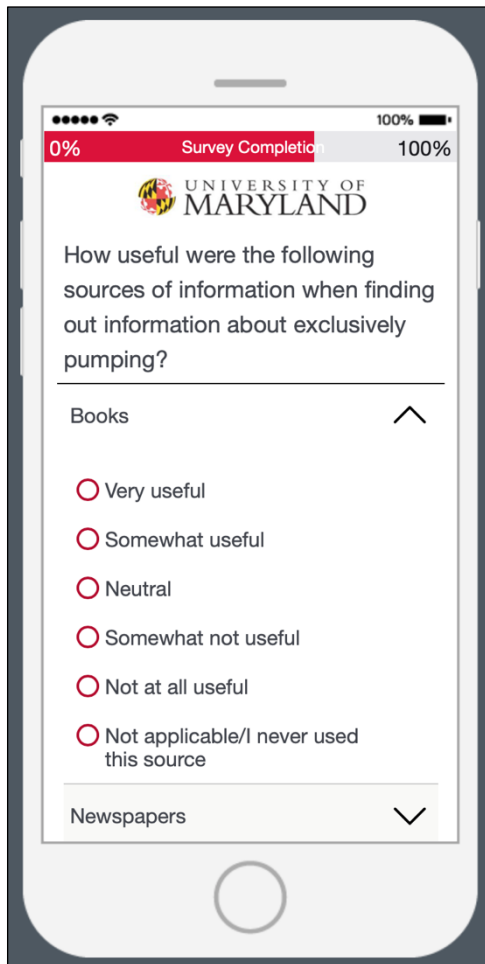 100%
0% Survey Completion 100%
UNIVERSITY OF
MARYLAND
How useful were the following
sources of information when finding
out information about exclusively
pumping?
Books
Very useful
Somewhat useful
Neutral
Somewhat not useful
Not at all useful
Not applicable/I never used
this source
Newspapers